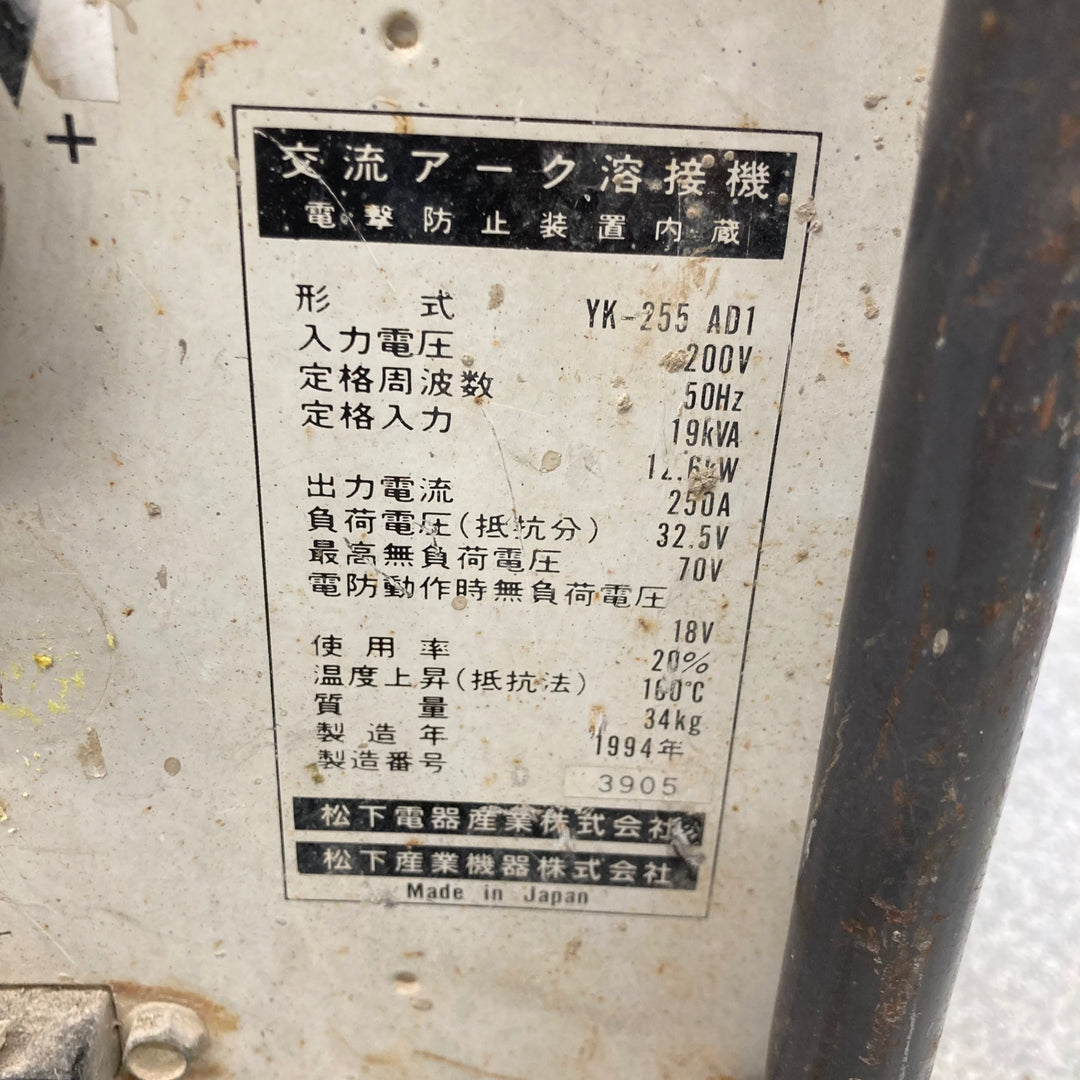 +
交流アーク溶接機
電撃防止装置内蔵
形式 YK-255 AD1
入力電圧 200V
定格周波数 50Hz
定格入力 19kVA
12.6kW
出力電流 250A
負荷電圧(抵抗分) 32.5V
最高無負荷電圧 70V
電防動作時無負荷電圧
18V
使用率 20%
温度上昇(抵抗法) 160℃
質量 34kg
製造年 1994年
製造番号 3905
松下電器産業株式会社
松下産業機器株式会社
Made in Japan